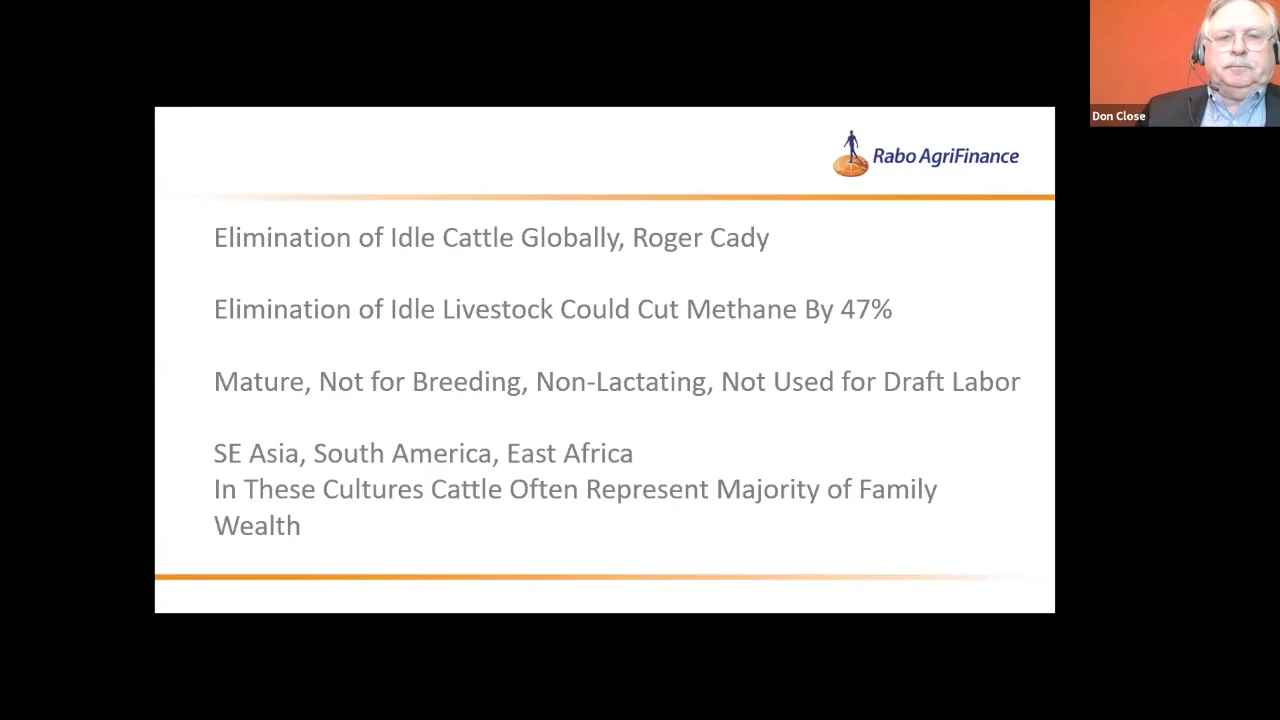 Don Close
Rabo AgriFinance
Elimination of Idle Cattle Globally, Roger Cady
Elimination of Idle Livestock Could Cut Methane By 47%
Mature, Not for Breeding, Non-Lactating, Not Used for Draft Labor
SE Asia, South America, East Africa
In These Cultures Cattle Often Represent Majority of Family
Wealth